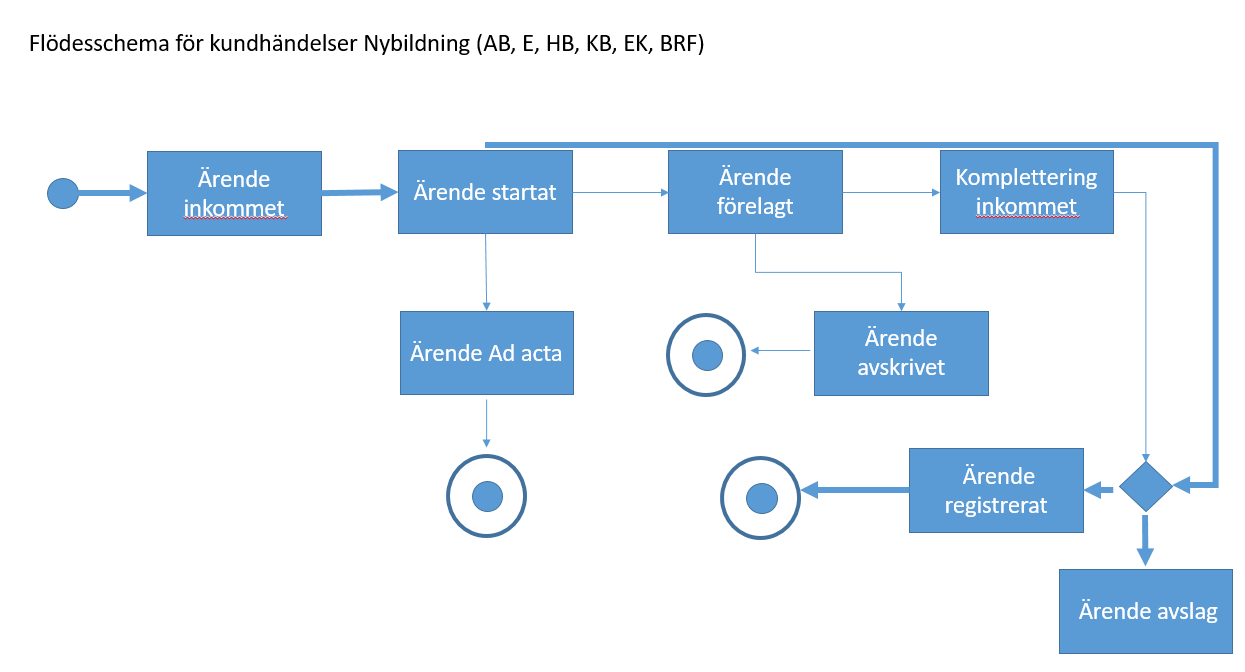 Flödesschema för kundhändelser Nybildning (AB, E, HB, KB, EK, BRF)
Ärende
inkommet
Ärende startat
Ärende
förelagt
Komplettering
inkommet
Ärende Ad acta
Ärende
avskrivet
Ärende
registrerat
Ärende avslag